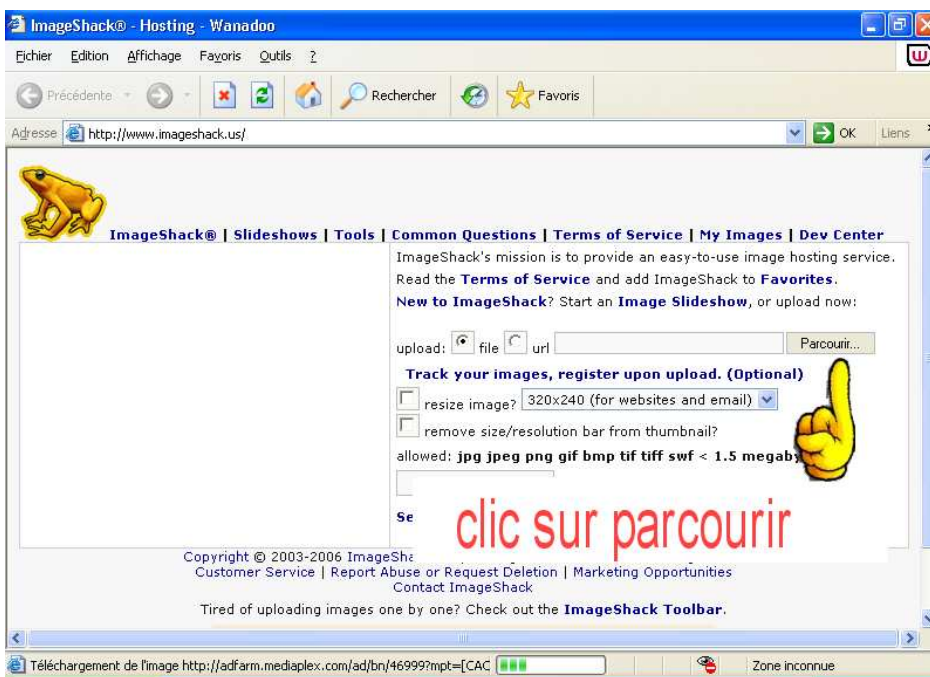 ImageShack® - Hosting - Wanadoo
Fichier Edition Affichage Favoris Outils ?
Précédente Rechercher Favoris
Adresse http://www.imageshack.us/ OK Liens
ImageShack® | Slideshows | Tools | Common Questions | Terms of Service | My Images | Dev Center
ImageShack's mission is to provide an easy-to-use image hosting service.
Read the Terms of Service and add ImageShack to Favorites.
New to ImageShack? Start an Image Slideshow, or upload now:
upload: file url Parcourir...
Track your images, register upon upload. (Optional)
resize image? 320x240 (for websites and email)
remove size/resolution bar from thumbnail?
allowed: jpg jpeg png gif bmp tif tiff swf < 1.5 megaby
Se
clic sur parcourir
Copyright © 2003-2006 ImageSha
Customer Service | Report Abuse or Request Deletion | Marketing Opportunities
Contact ImageShack
Tired of uploading images one by one? Check out the ImageShack Toolbar.
Téléchargement de l'image http://adfarm.mediaplex.com/ad/bn/46999?mpt=[CAC Zone inconnue